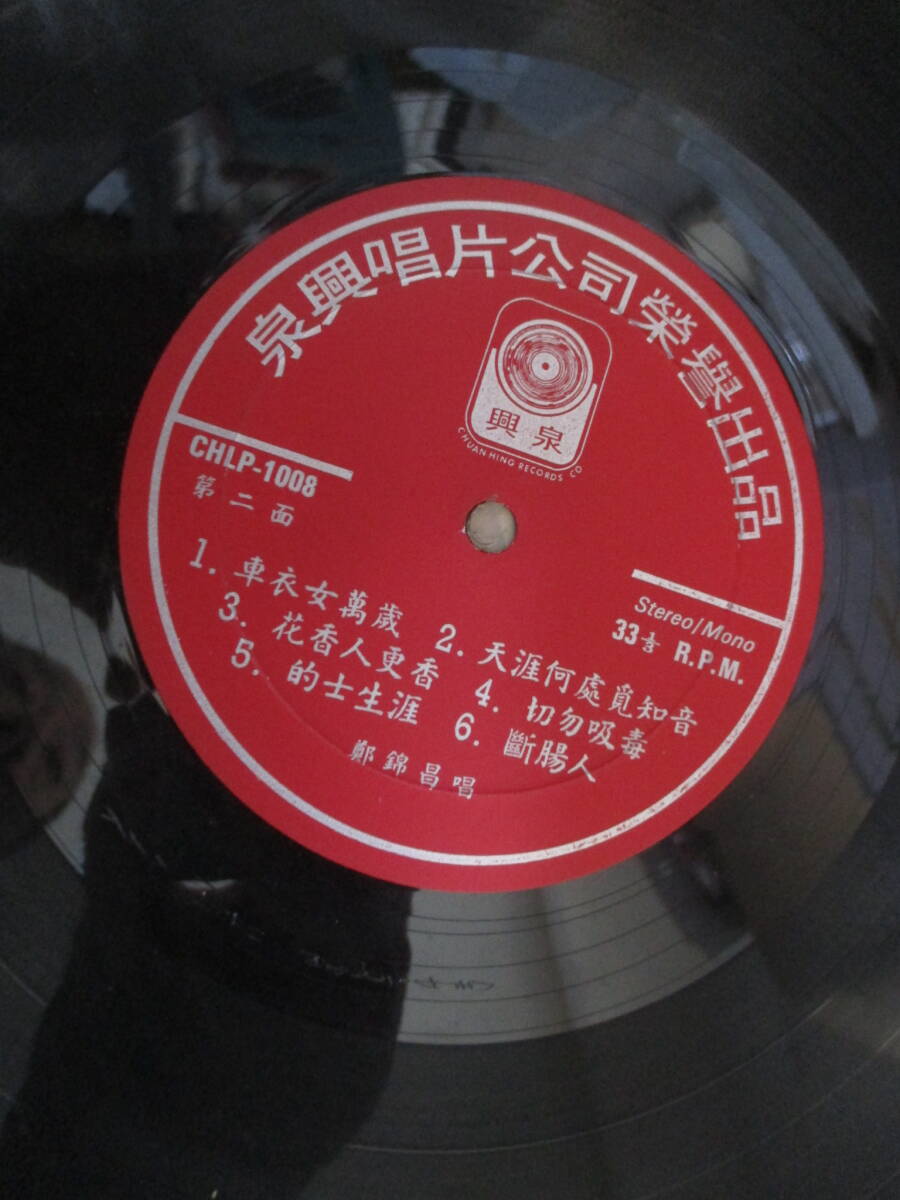 泉興唱片公司榮譽出品
興泉
CHUAN HING RECORDS CO
CHLP-1008
第二面
Stereo/Mono
33⅓ R.P.M.
1. 車衣女萬歲 2. 天涯何處覓知音
3. 花香人更香 4. 切勿吸毒
5. 的士生涯 6. 斷腸人
鄭錦昌唱